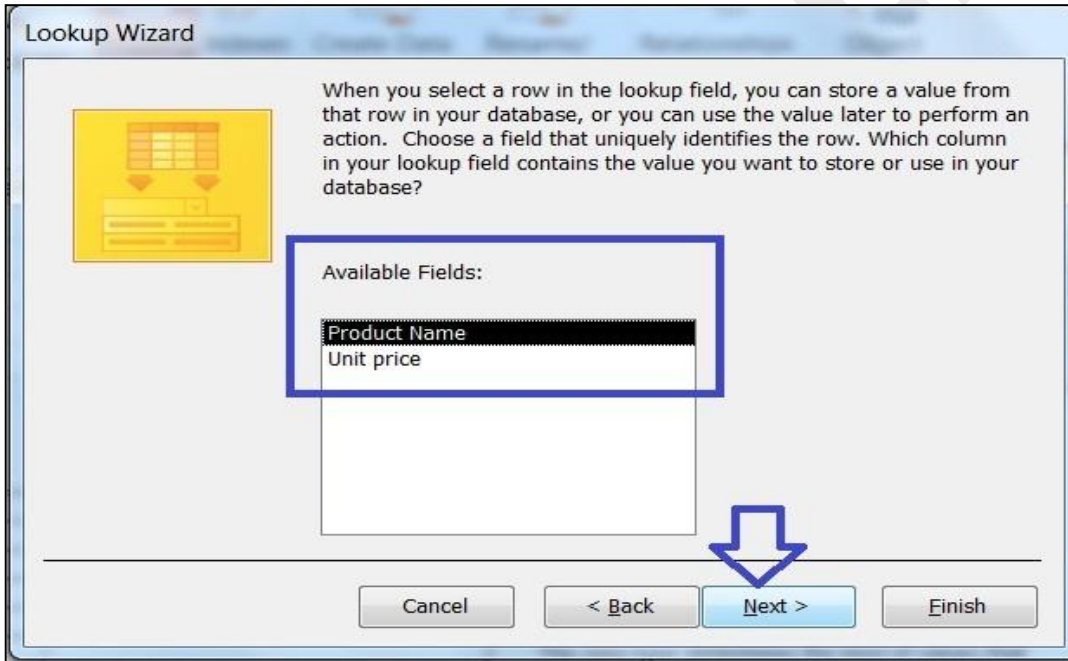 Lookup Wizard
When you select a row in the lookup field, you can store a value from
that row in your database, or you can use the value later to perform an
action.  Choose a field that uniquely identifies the row. Which column
in your lookup field contains the value you want to store or use in your
database?
Available Fields:
Product Name
Unit price
Cancel
< Back
Next >
Finish